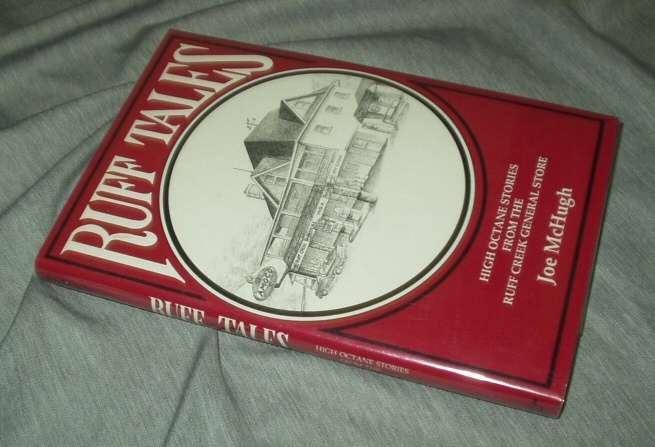 RUFF TALES
HIGH OCTANE STORIES
FROM THE
RUFF CREEK GENERAL STORE
Joe McHugh
RUFF TALES
HIGH OCTANE STORIES